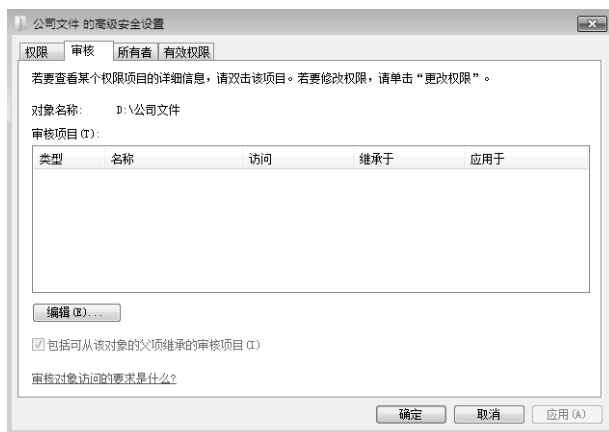 公司文件 的高级安全设置
权限 审核 所有者 有效权限
若要查看某个权限项目的详细信息，请双击该项目。若要修改权限，请单击“更改权限”。
对象名称: D:\公司文件
审核项目(T):
类型 名称 访问 继承于 应用于
编辑(E)...
包括可从该对象的父项继承的审核项目(I)
审核对象访问的要求是什么?
确定 取消 应用(A)